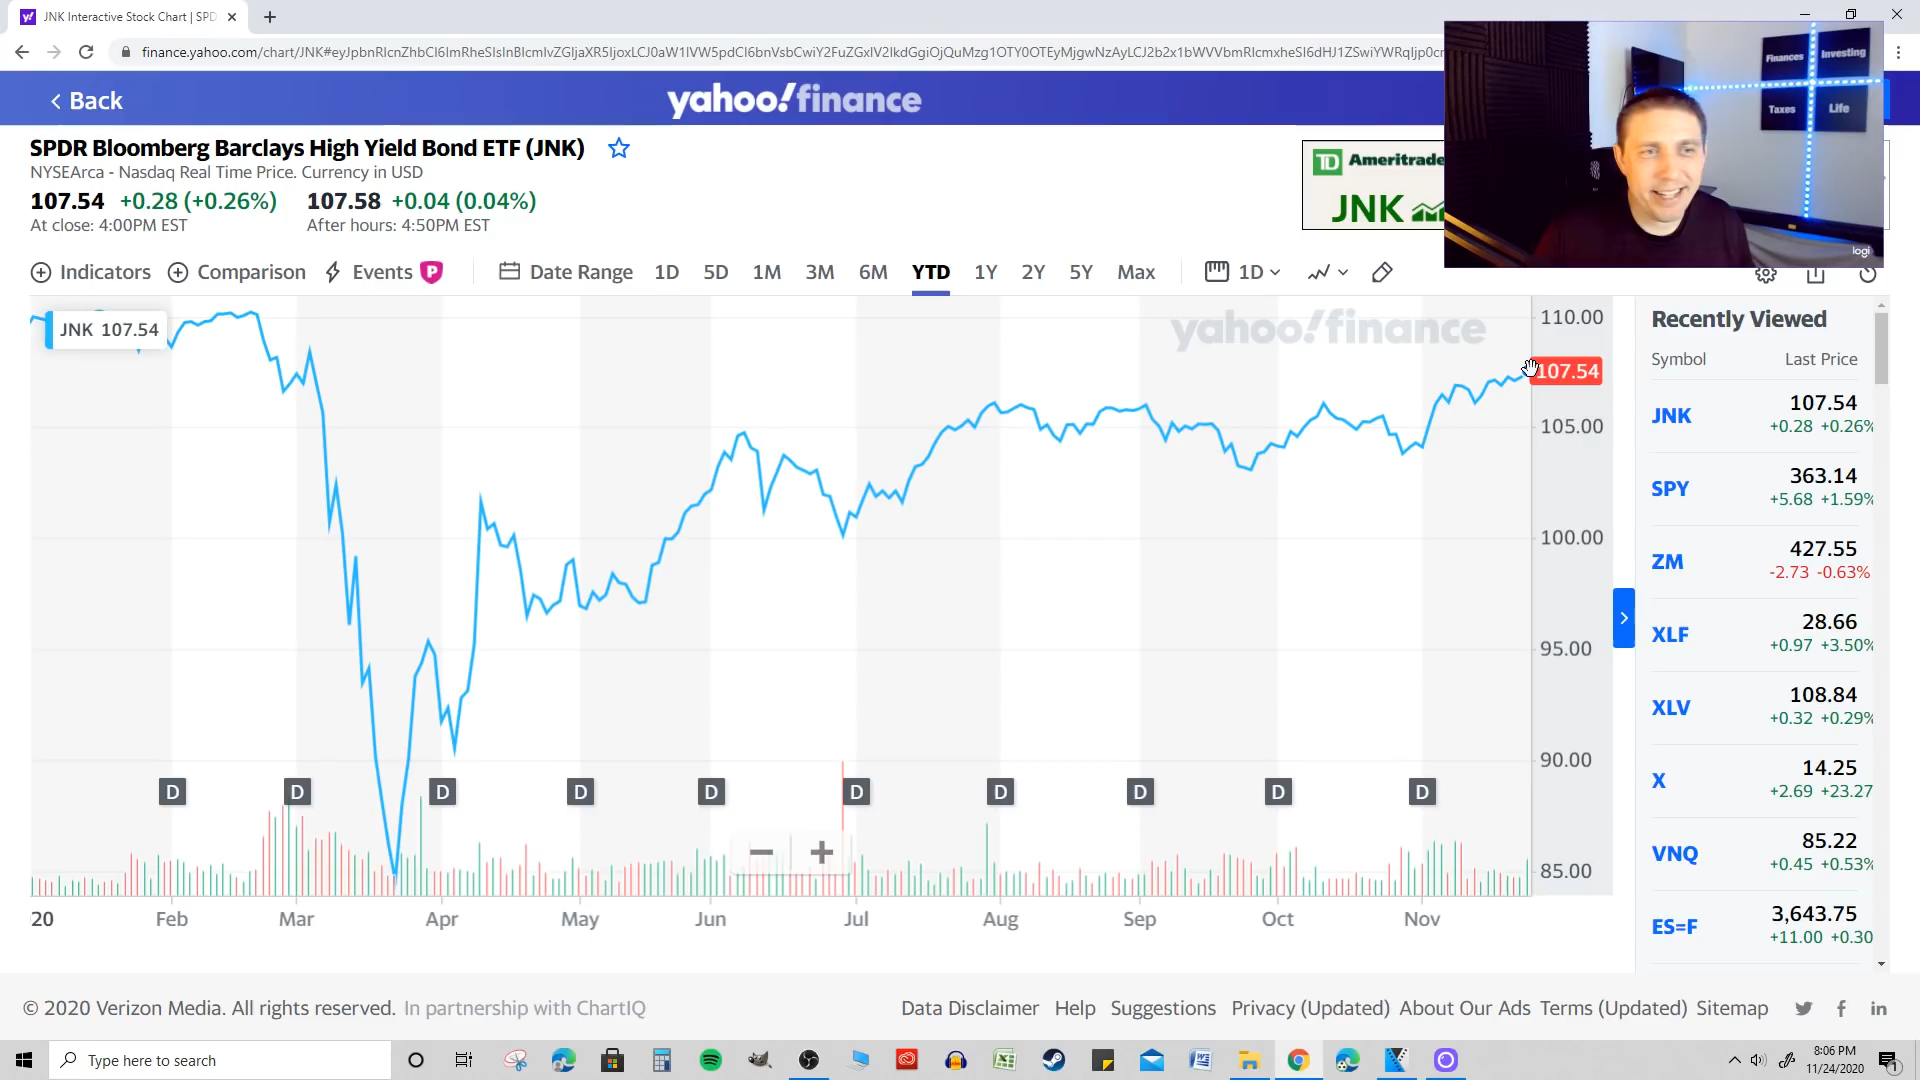 JNK Interactive Stock Chart | SPD
finance.yahoo.com/chart/JNK#
Back
yahoo!finance
SPDR Bloomberg Barclays High Yield Bond ETF (JNK)
NYSEArca - Nasdaq Real Time Price. Currency in USD
107.54 +0.28 (+0.26%) 107.58 +0.04 (0.04%)
At close: 4:00PM EST After hours: 4:50PM EST
TD Ameritrade
JNK
Finances Investing
Taxes Life
logi
Indicators Comparison Events P Date Range 1D 5D 1M 3M 6M YTD 1Y 2Y 5Y Max 1D
JNK 107.54
yahoo!finance
110.00
107.54
105.00
100.00
95.00
90.00
85.00
D D D D D D D D D D
20 Feb Mar Apr May Jun Jul Aug Sep Oct Nov
Recently Viewed
Symbol Last Price
JNK 107.54
+0.28 +0.26%
SPY 363.14
+5.68 +1.59%
ZM 427.55
-2.73 -0.63%
XLF 28.66
+0.97 +3.50%
XLV 108.84
+0.32 +0.29%
X 14.25
+2.69 +23.27
VNQ 85.22
+0.45 +0.53%
ES=F 3,643.75
+11.00 +0.30
© 2020 Verizon Media. All rights reserved. In partnership with ChartIQ
Data Disclaimer Help Suggestions Privacy (Updated) About Our Ads Terms (Updated) Sitemap
Type here to search
8:06 PM
11/24/2020
1